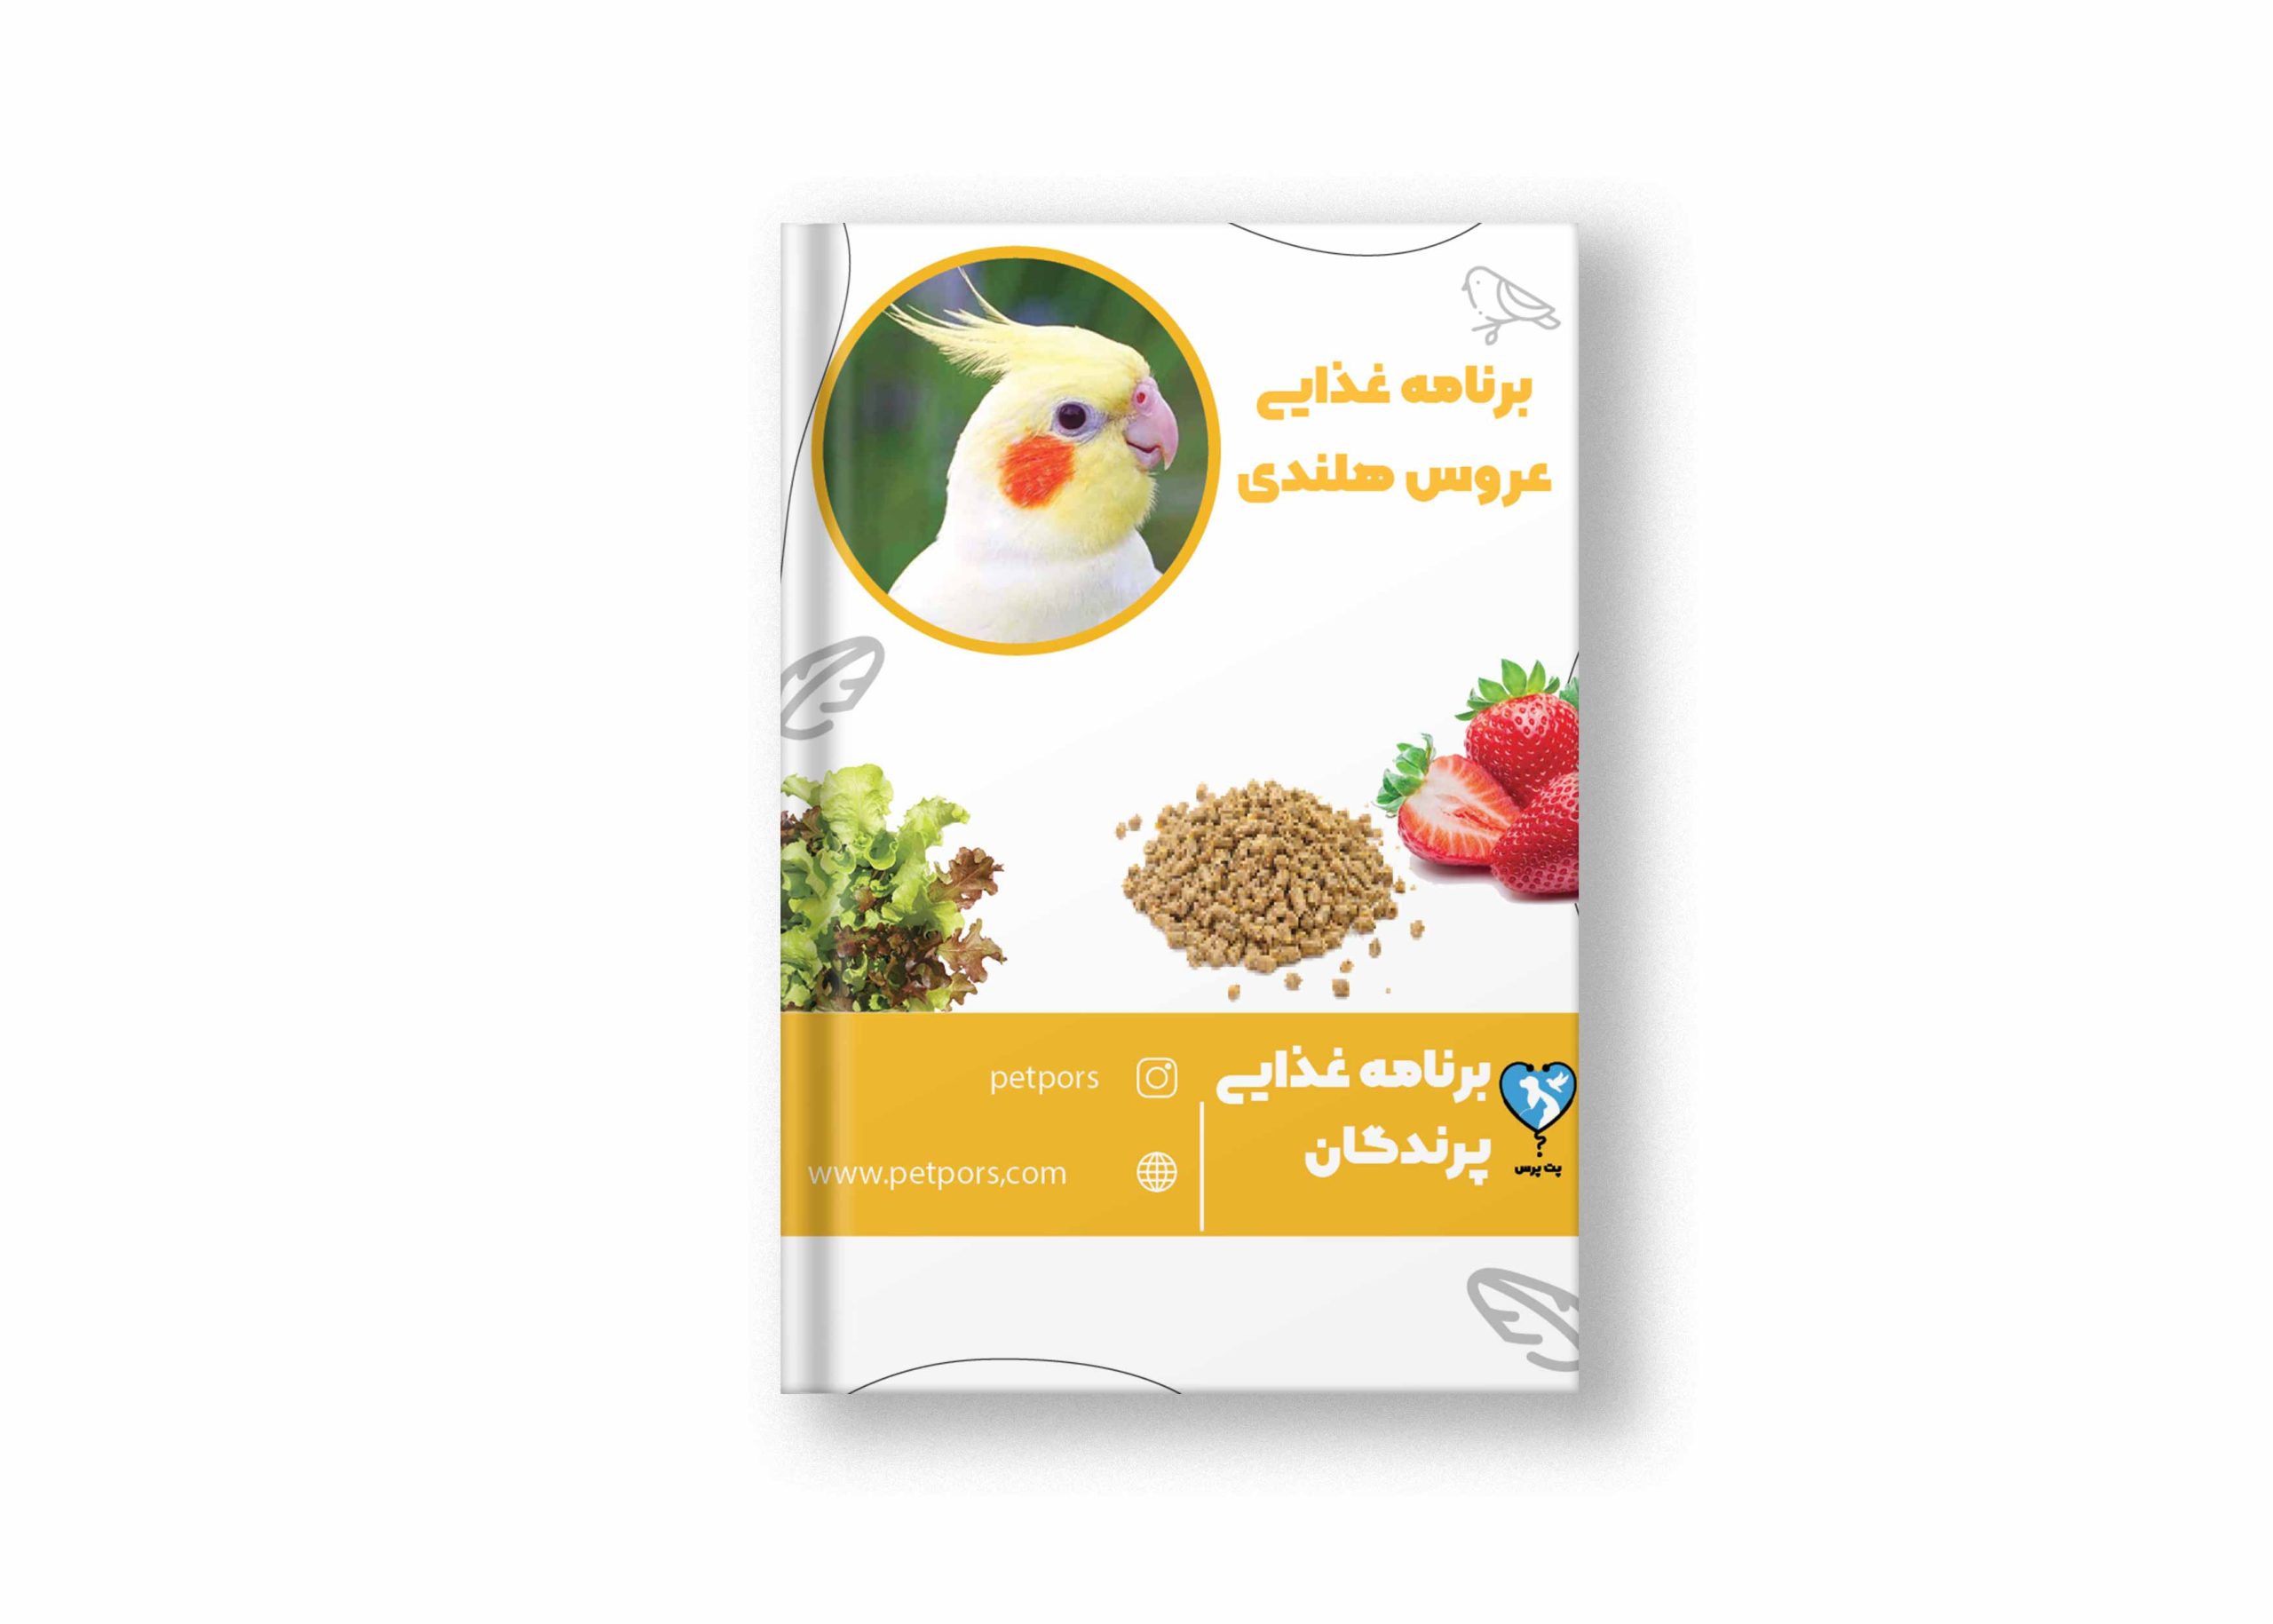 برنامه غذایی
عروس هلندی
برنامه غذایی
پرندگان
پت پرس
petpors
www.petpors,com